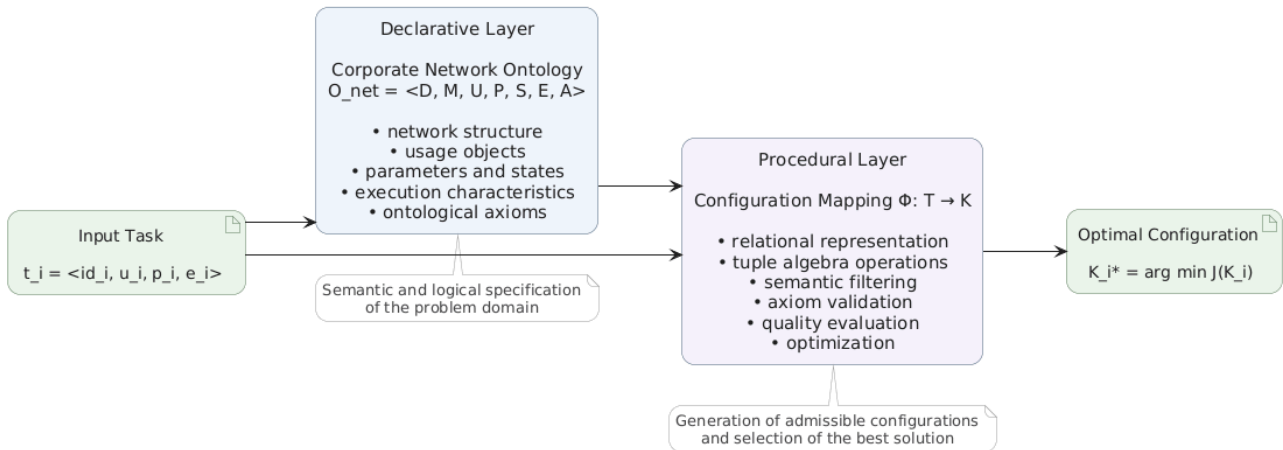 Declarative Layer
Corporate Network Ontology
O_net = <D, M, U, P, S, E, A>
• network structure
• usage objects
• parameters and states
• execution characteristics
• ontological axioms
Input Task
t_i = <id_i, u_i, p_i, e_i>
Semantic and logical specification
of the problem domain
Procedural Layer
Configuration Mapping Φ: T → K
• relational representation
• tuple algebra operations
• semantic filtering
• axiom validation
• quality evaluation
• optimization
Generation of admissible configurations
and selection of the best solution
Optimal Configuration
K_i* = arg min J(K_i)